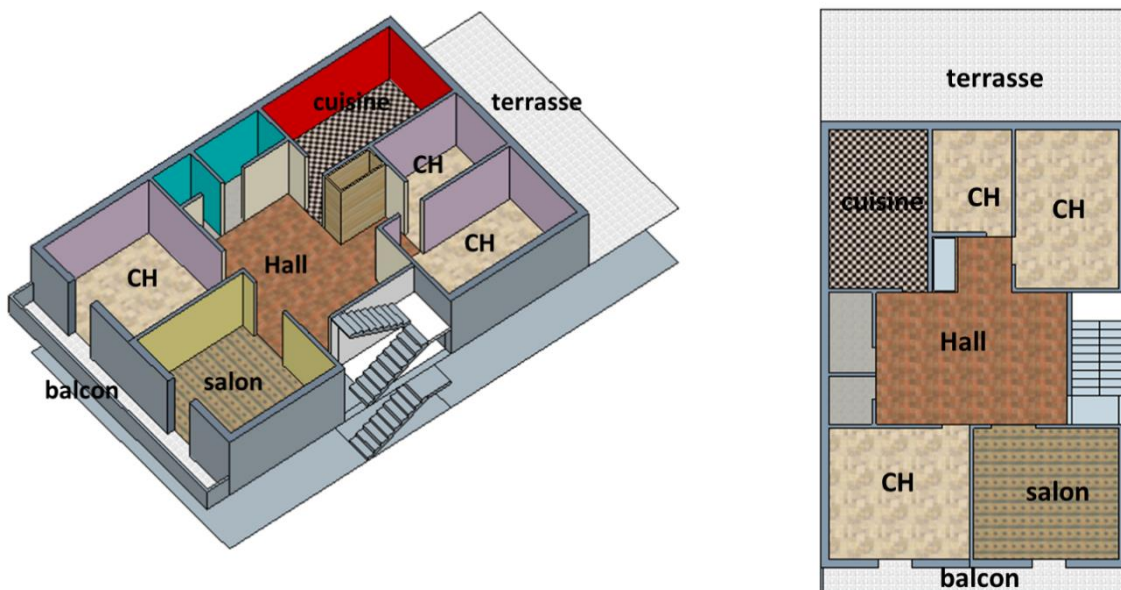 cuisine
terrasse
CH
CH
CH
Hall
balcon
salon
terrasse
cuisine
CH
CH
Hall
CH
salon
balcon